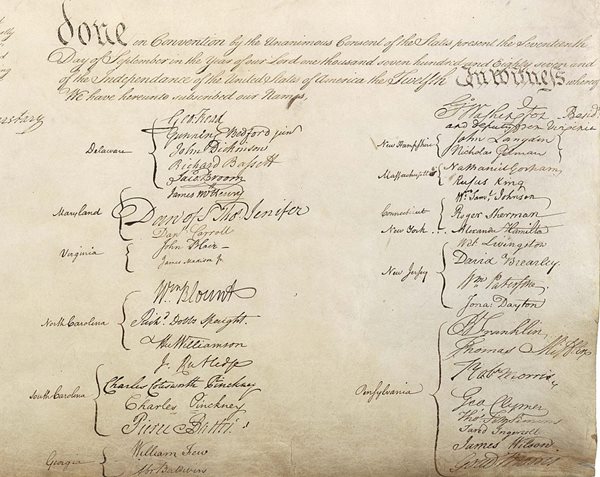 done in Convention by the Unanimous Consent of the States present the Seventeenth
Day of September in the Year of our Lord one thousand seven hundred and Eighty seven and
of the Independance of the United States of America the Twelfth In witness whereof
We have hereunto subscribed our Names,
Delaware
Geo: Read
Gunning Bedford jun
John Dickinson
Richard Bassett
Jaco: Broom
Maryland
James McHenry
Dan of St Thos Jenifer
Danl Carroll
Virginia
John Blair
James Madison Jr
North Carolina
Wm Blount
Richd Dobbs Spaight.
Hu Williamson
South Carolina
J. Rutledge
Charles Cotesworth Pinckney
Charles Pinckney
Pierce Butler
Georgia
William Few
Abr Baldwin
Go Washington Presidt
and deputy from Virginia
New Hampshire
John Langdon
Nicholas Gilman
Massachusetts
Nathaniel Gorham
Rufus King
Connecticut
Wm Saml Johnson
Roger Sherman
New York
Alexander Hamilton
New Jersey
Wil: Livingston
David Brearley.
Wm Paterson.
Jona: Dayton
Pensylvania
B Franklin
Thomas Mifflin
Robt Morris
Geo. Clymer
Thos FitzSimons
Jared Ingersoll
James Wilson
Gouv Morris